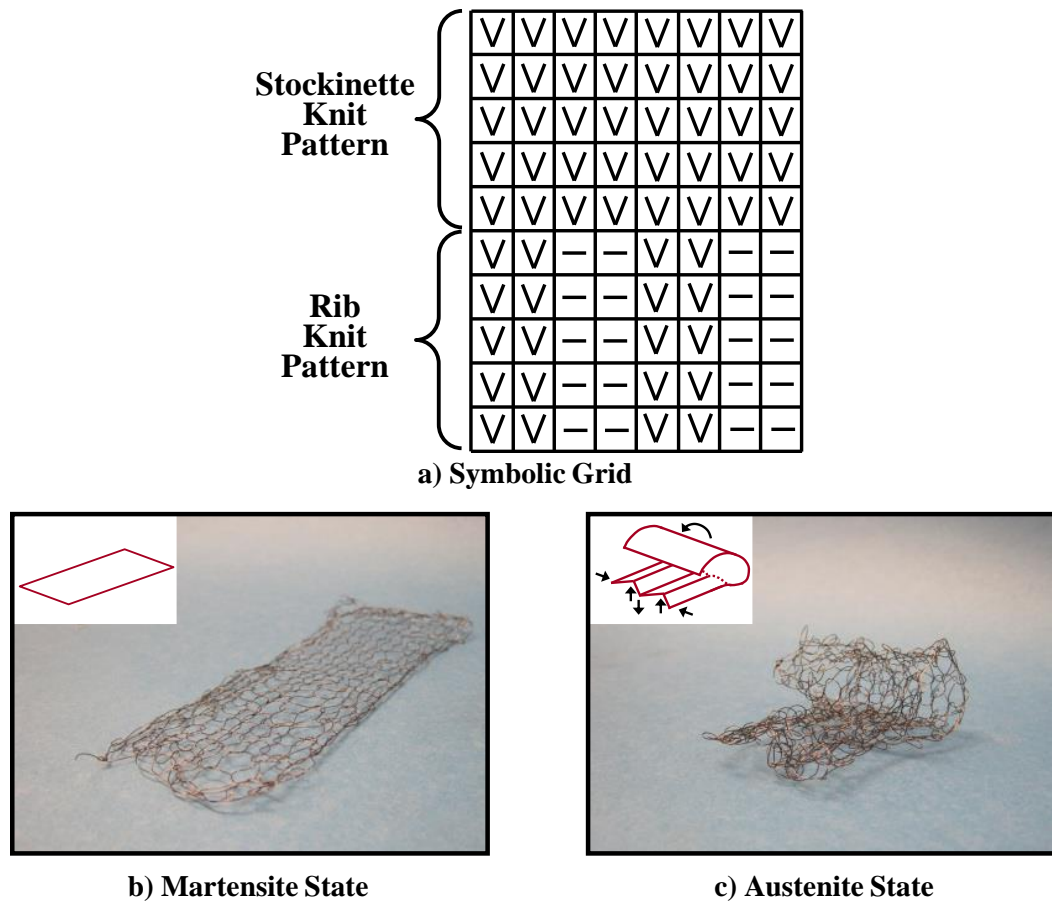 Stockinette
Knit
Pattern
V V V V V V V V
V V V V V V V V
V V V V V V V V
V V V V V V V V
V V V V V V V V
Rib
Knit
Pattern
V V — — V V — —
V V — — V V — —
V V — — V V — —
V V — — V V — —
V V — — V V — —
a) Symbolic Grid
b) Martensite State
c) Austenite State